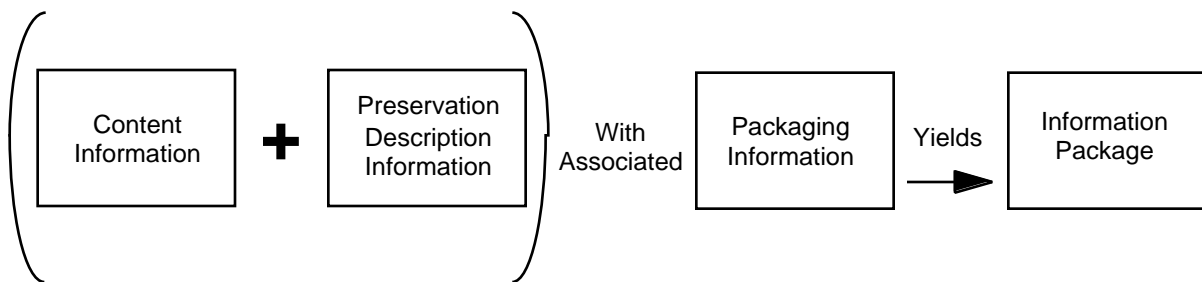 Content
Information
Preservation
Description
Information
With
Associated
Packaging
Information
Yields
Information
Package